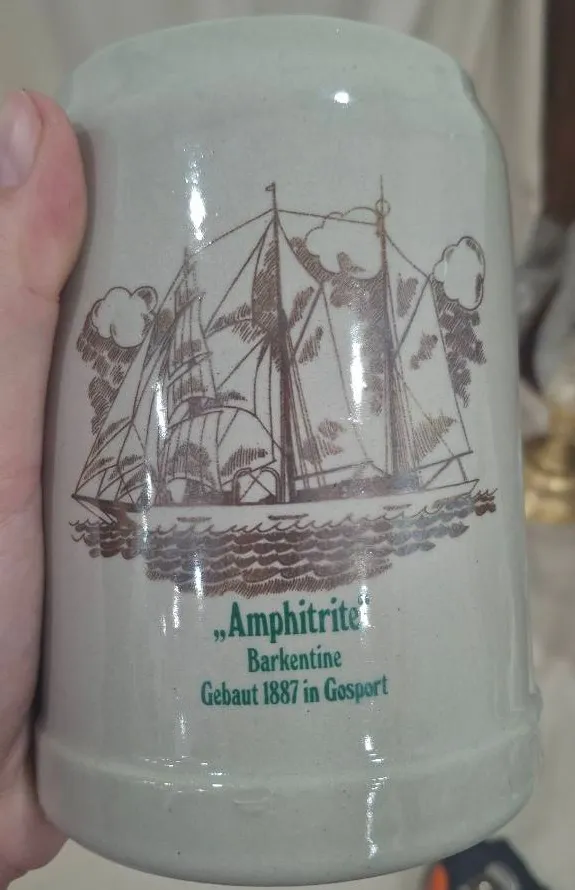 „Amphitrite“
Barkentine
Gebaut 1887 in Gosport